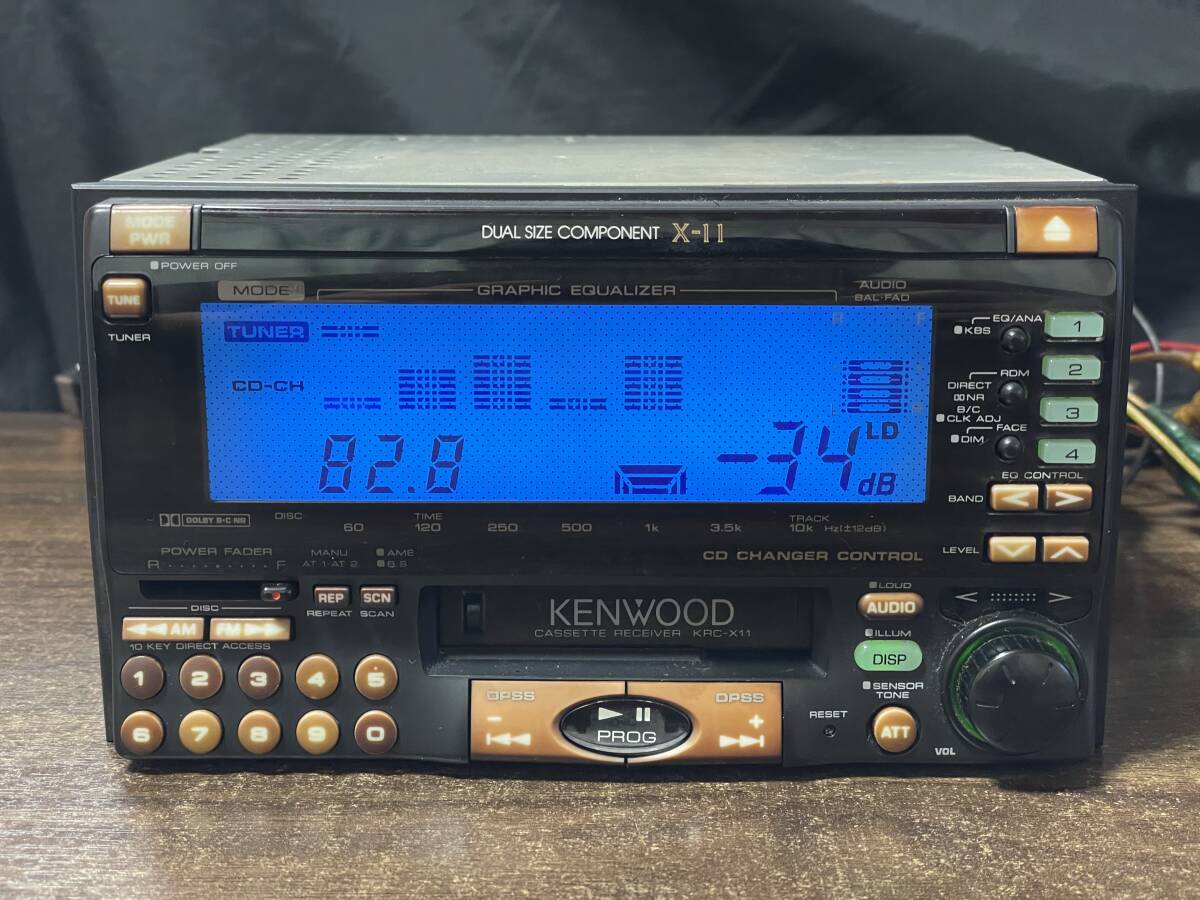 MODE
PWR
DUAL SIZE COMPONENT X-11
POWER OFF
TUNE
TUNER
MODE
GRAPHIC EQUALIZER
AUDIO
BAL·FAD
R F
TUNER
CD-CH
82.8
-34 dB
LD
EQ/ANA
KBS
1
RDM
2
DIRECT
NR
B/C
3
CLK ADJ
FACE
DIM
4
EQ CONTROL
BAND < >
LEVEL
DOLBY B·C NR
DISC TIME TRACK
60 120 250 500 1k 3.5k 10k Hz(±12dB)
POWER FADER
R F
MANU
AT 1·AT 2
AME
CD CHANGER CONTROL
DISC
REP SCN
REPEAT SCAN
◀◀ AM FM ▶▶
10 KEY DIRECT ACCESS
1 2 3 4 5
6 7 8 9 0
KENWOOD
CASSETTE RECEIVER KRC-X11
DPSS DPSS
- +
PROG
LOUD
AUDIO
ILLUM
DISP
SENSOR
TONE
ATT
RESET
< >
VOL